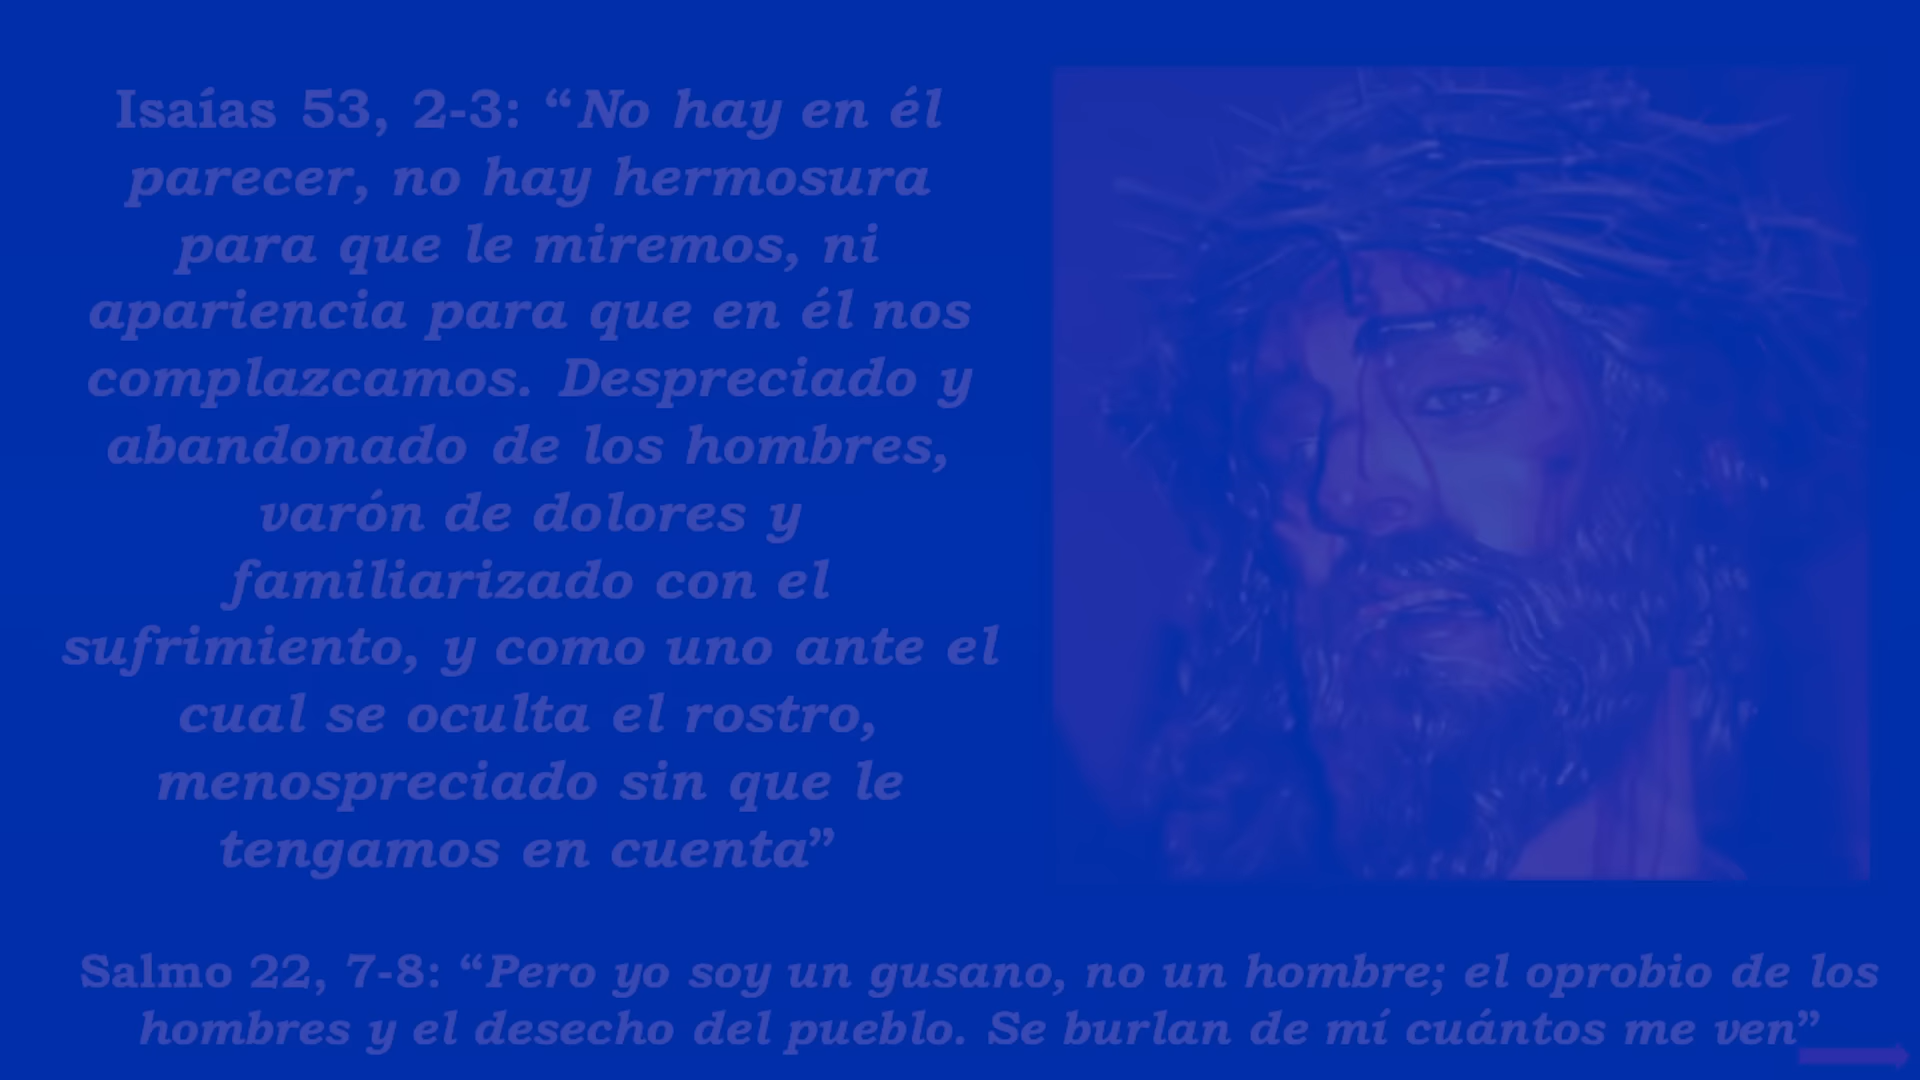 Isaías 53, 2-3: “No hay en él
parecer, no hay hermosura
para que le miremos, ni
apariencia para que en él nos
complazcamos. Despreciado y
abandonado de los hombres,
varón de dolores y
familiarizado con el
sufrimiento, y como uno ante el
cual se oculta el rostro,
menospreciado sin que le
tengamos en cuenta”
Salmo 22, 7-8: “Pero yo soy un gusano, no un hombre; el oprobio de los
hombres y el desecho del pueblo. Se burlan de mí cuántos me ven”